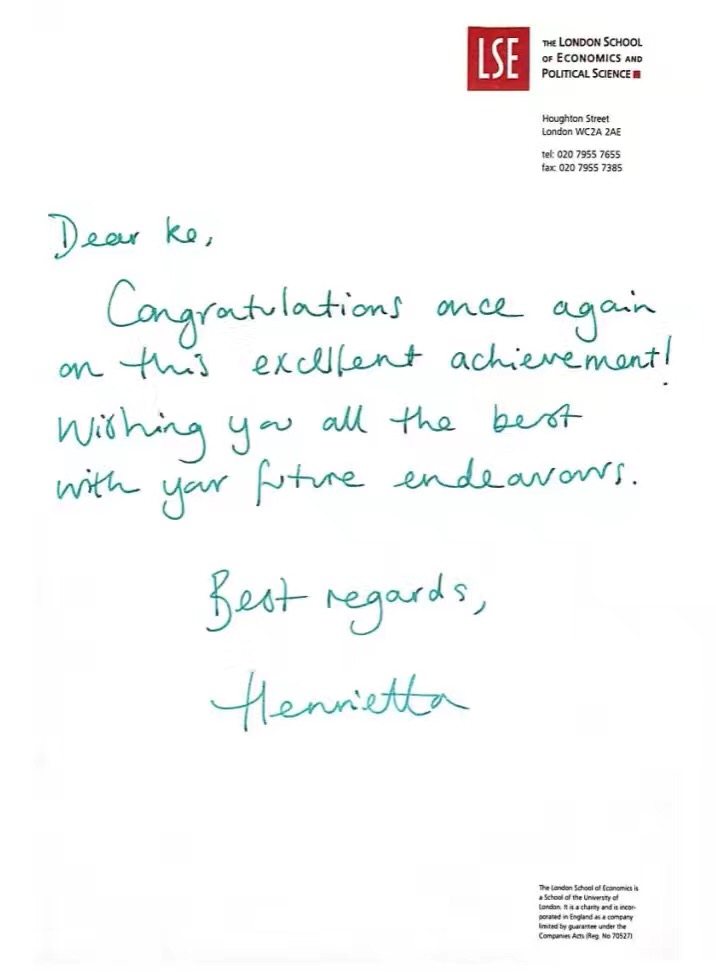 LSE
THE LONDON SCHOOL
OF ECONOMICS AND
POLITICAL SCIENCE
Houghton Street
London WC2A 2AE
tel: 020 7955 7655
fax: 020 7955 7385
Dear Ke,
Congratulations once again
on this excellent achievement!
Wishing you all the best
with your future endeavours.
Best regards,
Henrietta
The London School of Economics is
a School of the University of
London. It is a charity and is incor-
porated in England as a company
limited by guarantee under the
Companies Acts (Reg. No 70527)